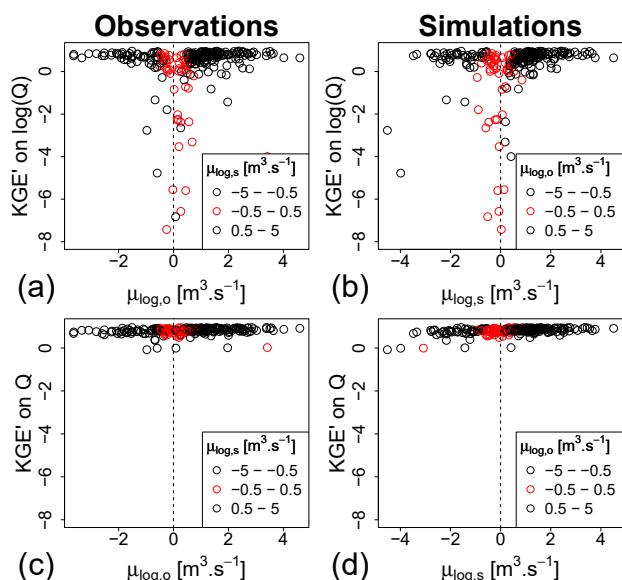 Observations
Simulations
KGE' on log(Q)
0
−2
−4
−6
−8
μlog,s [m³.s⁻¹]
−5 − −0.5
−0.5 − 0.5
0.5 − 5
−2 0 2 4
(a)
μlog,o [m³.s⁻¹]
KGE' on log(Q)
0
−2
−4
−6
−8
μlog,o [m³.s⁻¹]
−5 − −0.5
−0.5 − 0.5
0.5 − 5
−4 −2 0 2 4
(b)
μlog,s [m³.s⁻¹]
KGE' on Q
0
−2
−4
−6
−8
μlog,s [m³.s⁻¹]
−5 − −0.5
−0.5 − 0.5
0.5 − 5
−2 0 2 4
(c)
μlog,o [m³.s⁻¹]
KGE' on Q
0
−2
−4
−6
−8
μlog,o [m³.s⁻¹]
−5 − −0.5
−0.5 − 0.5
0.5 − 5
−4 −2 0 2 4
(d)
μlog,s [m³.s⁻¹]